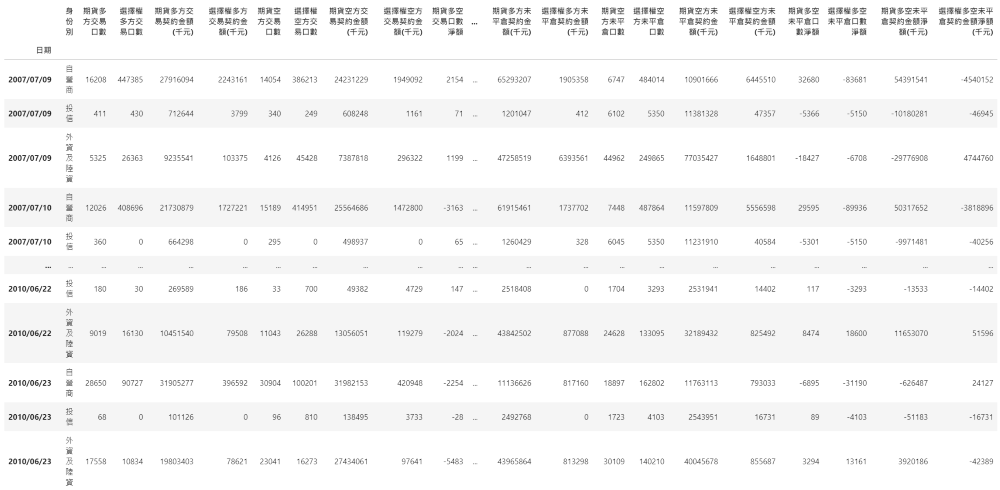 身份別 期貨多方交易口數 選擇權多方交易口數 期貨多方交易契約金額(千元) 選擇權多方交易契約金額(千元) 期貨空方交易口數 選擇權空方交易口數 期貨空方交易契約金額(千元) 選擇權空方交易契約金額(千元) 期貨多空交易口數淨額 ... 期貨多方未平倉契約金額(千元) 選擇權多方未平倉契約金額(千元) 期貨空方未平倉口數 選擇權空方未平倉口數 期貨空方未平倉契約金額(千元) 選擇權空方未平倉契約金額(千元) 期貨多空未平倉口數淨額 選擇權多空未平倉口數淨額 期貨多空未平倉契約金額淨額(千元) 選擇權多空未平倉契約金額淨額(千元)
日期
2007/07/09 自營商 16208 447385 27916094 2243161 14054 386213 24231229 1949092 2154 ... 65293207 1905358 6747 484014 10901666 6445510 32680 -83681 54391541 -4540152
2007/07/09 投信 411 430 712644 3799 340 249 608248 1161 71 ... 1201047 412 6102 5350 11381328 47357 -5366 -5150 -10180281 -46945
2007/07/09 外資及陸資 5325 26363 9235541 103375 4126 45428 7387818 296322 1199 ... 47258519 6393561 44962 249865 77035427 1648801 -18427 -6708 -29776908 4744760
2007/07/10 自營商 12026 408696 21730879 1727221 15189 414951 25564686 1472800 -3163 ... 61915461 1737702 7448 487864 11597809 5556598 29595 -89936 50317652 -3818896
2007/07/10 投信 360 0 664298 0 295 0 498937 0 65 ... 1260429 328 6045 5350 11231910 40584 -5301 -5150 -9971481 -40256
... ... ... ... ... ... ... ... ... ... ... ... ... ... ... ... ... ... ... ... ... ...
2010/06/22 投信 180 30 269589 186 33 700 49382 4729 147 ... 2518408 0 1704 3293 2531941 14402 117 -3293 -13533 -14402
2010/06/22 外資及陸資 9019 16130 10451540 79508 11043 26288 13056051 119279 -2024 ... 43842502 877088 24628 133095 32189432 825492 8474 18600 11653070 51596
2010/06/23 自營商 28650 90727 31905277 396592 30904 100201 31982153 420948 -2254 ... 11136626 817160 18897 162802 11763113 793033 -6895 -31190 -626487 24127
2010/06/23 投信 68 0 101126 0 96 810 138495 3733 -28 ... 2492768 0 1723 4103 2543951 16731 89 -4103 -51183 -16731
2010/06/23 外資及陸資 17558 10834 19803403 78621 23041 16273 27434061 97641 -5483 ... 43965864 813298 30109 140210 40045678 855687 3294 13161 3920186 -42389